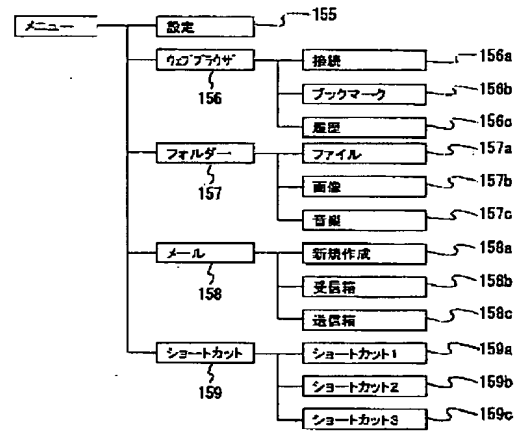 メニュー
設定
155
ウェブブラウザ
156
接続
156a
ブックマーク
156b
履歴
156c
フォルダー
157
ファイル
157a
画像
157b
音楽
157c
メール
158
新規作成
158a
受信箱
158b
送信箱
158c
ショートカット
159
ショートカット1
159a
ショートカット2
159b
ショートカット3
159c